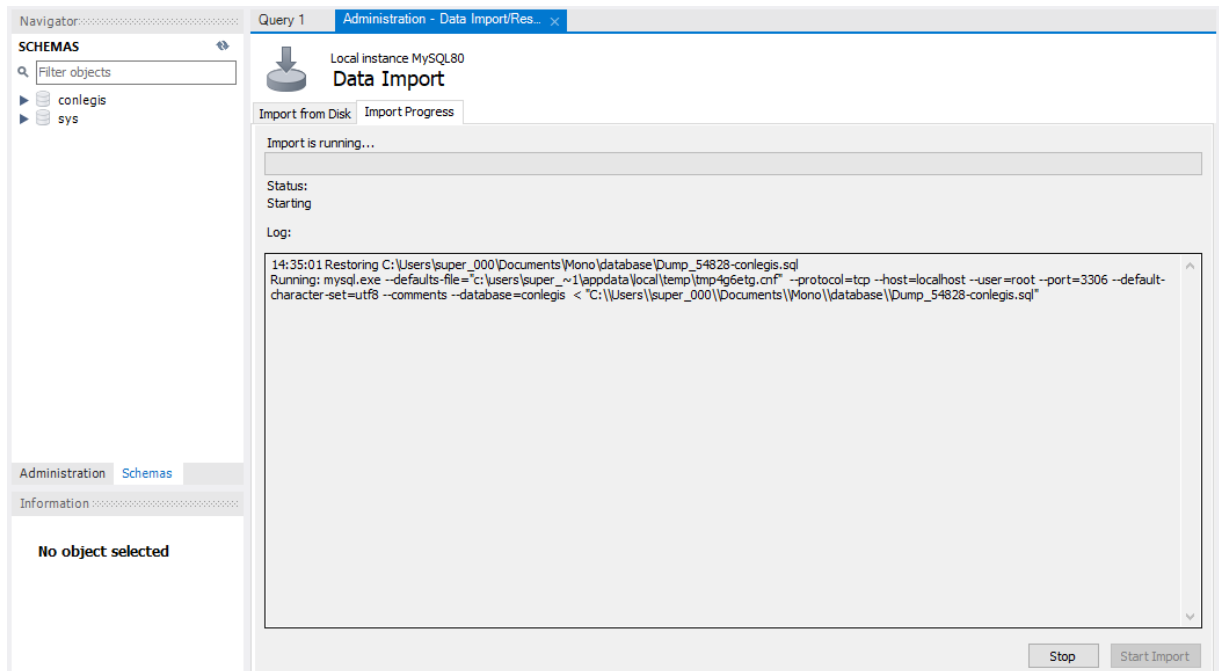 Navigator
SCHEMAS
Filter objects
conlegis
sys
Administration Schemas
Information
No object selected
Query 1 Administration - Data Import/Res...
Local instance MySQL80
Data Import
Import from Disk Import Progress
Import is running...
Status:
Starting
Log:
14:35:01 Restoring C:\Users\super_000\Documents\Mono\database\Dump_54828-conlegis.sql
Running: mysql.exe --defaults-file="c:\users\super_~1\appdata\local\temp\tmp4g6etg.cnf" --protocol=tcp --host=localhost --user=root --port=3306 --default-
character-set=utf8 --comments --database=conlegis < "C:\\Users\\super_000\\Documents\\Mono\\database\\Dump_54828-conlegis.sql"
Stop Start Import